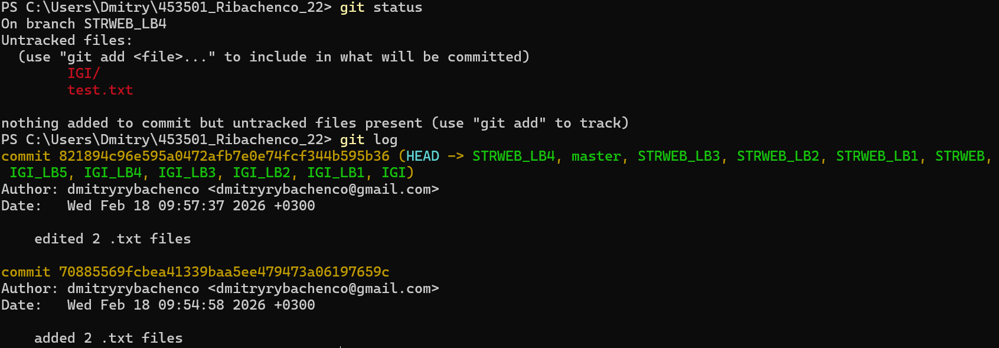 PS C:\Users\Dmitry\453501_Ribachenco_22> git status
On branch STRWEB_LB4
Untracked files:
  (use "git add <file>..." to include in what will be committed)
        IGI/
        test.txt

nothing added to commit but untracked files present (use "git add" to track)
PS C:\Users\Dmitry\453501_Ribachenco_22> git log
commit 821894c96e595a0472afb7e0e74fcf344b595b36 (HEAD -> STRWEB_LB4, master, STRWEB_LB3, STRWEB_LB2, STRWEB_LB1, STRWEB,
 IGI_LB5, IGI_LB4, IGI_LB3, IGI_LB2, IGI_LB1, IGI)
Author: dmitryrybachenco <dmitryrybachenco@gmail.com>
Date:   Wed Feb 18 09:57:37 2026 +0300

    edited 2 .txt files

commit 70885569fcbea41339baa5ee479473a06197659c
Author: dmitryrybachenco <dmitryrybachenco@gmail.com>
Date:   Wed Feb 18 09:54:58 2026 +0300

    added 2 .txt files